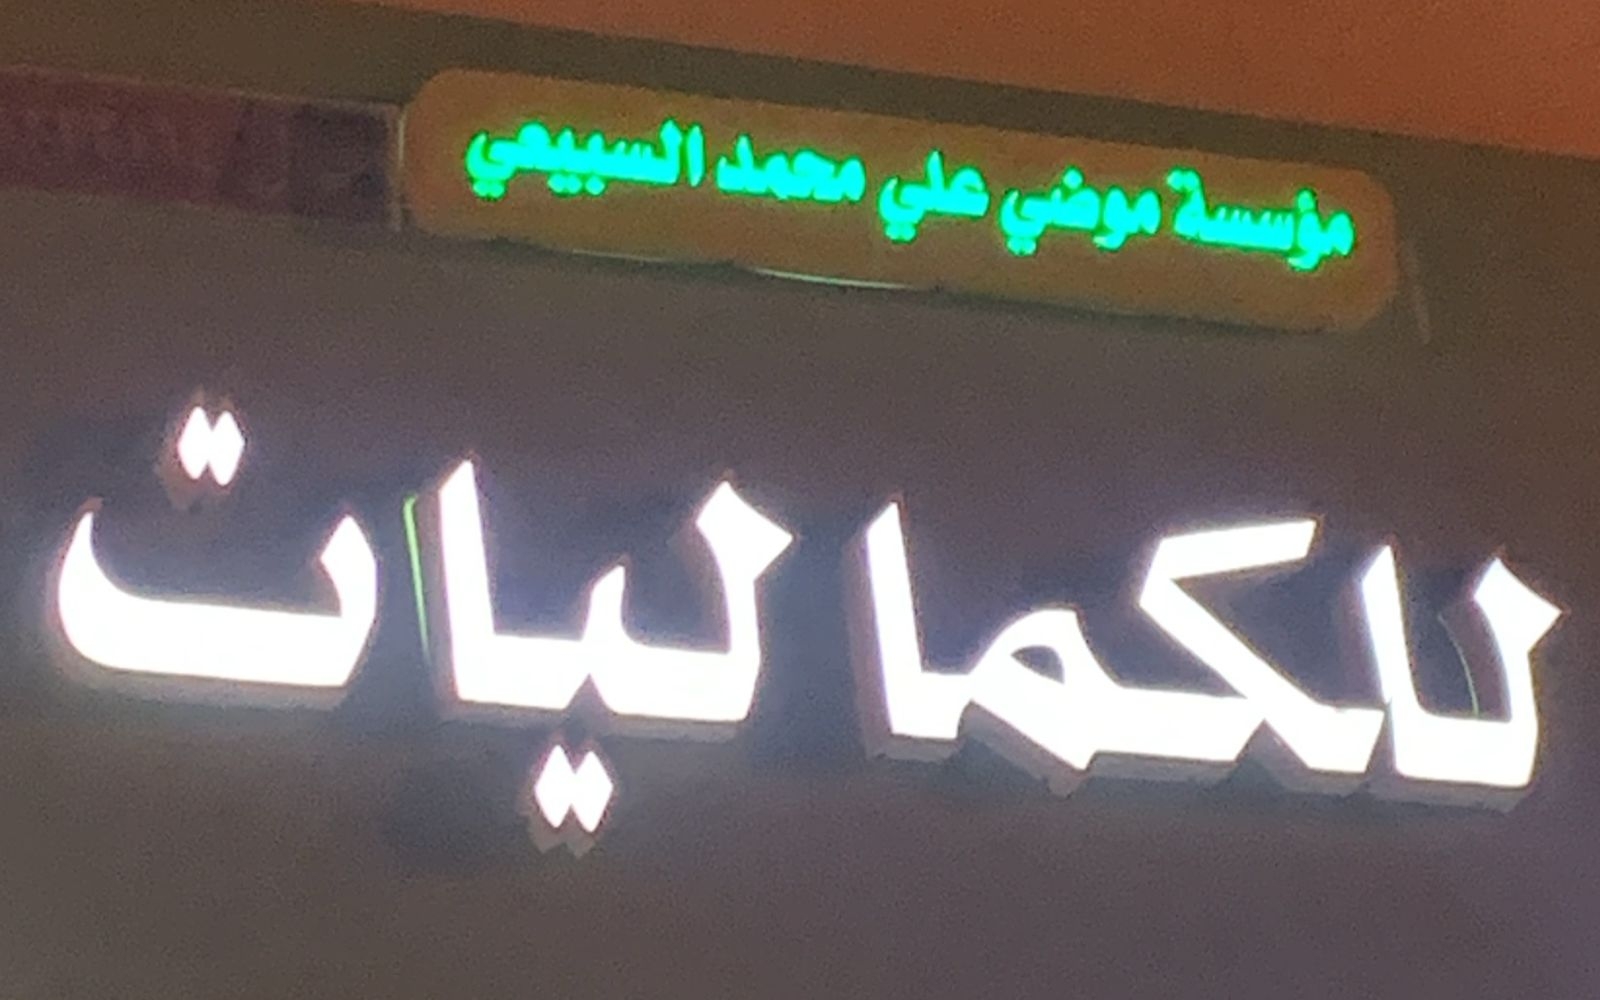 مؤسسة موضي علي محمد السبيعي
للكماليات